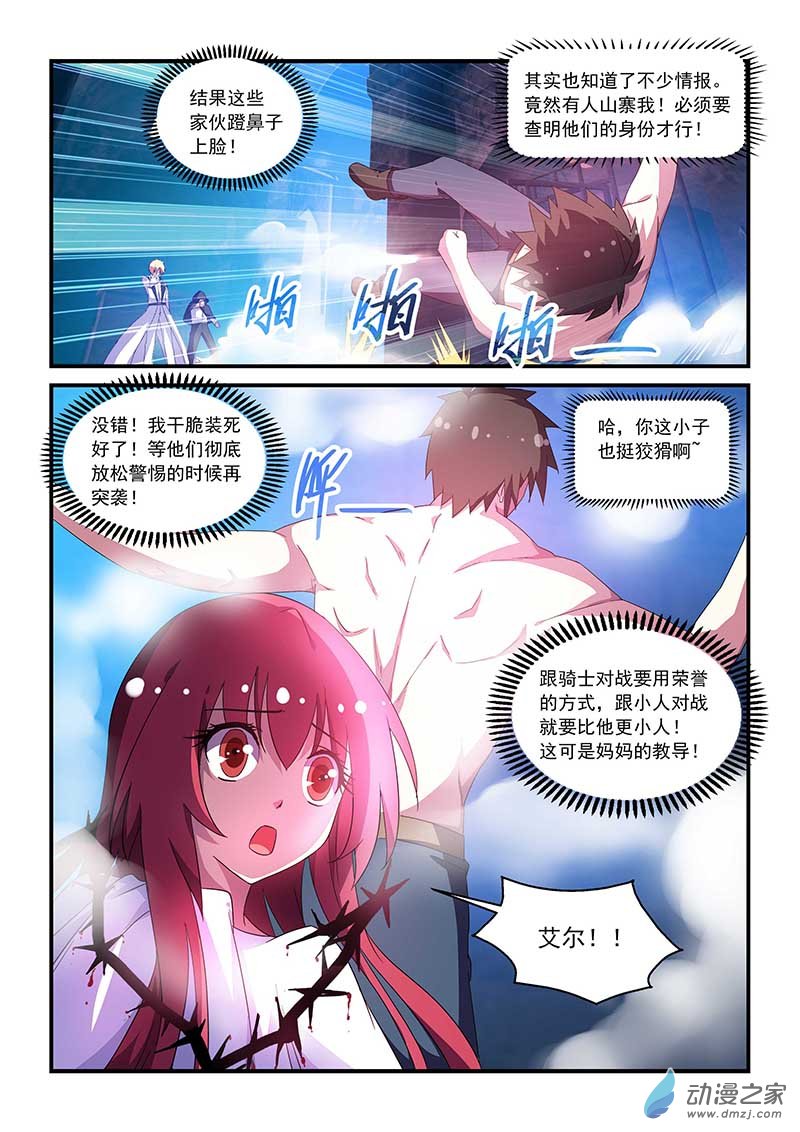 结果这些
家伙蹬鼻子
上脸！
其实也知道了不少情报。
竟然有人山寨我！必须要
查明他们的身份才行！
啪
啪
啪
没错！我干脆装死
好了！等他们彻底
放松警惕的时候再
突袭！
哈，你这小子
也挺狡猾啊~
砰
跟骑士对战要用荣誉
的方式，跟小人对战
就要比他更小人！
这可是妈妈的教导！
艾尔！！
动漫之家
www.dmzj.com